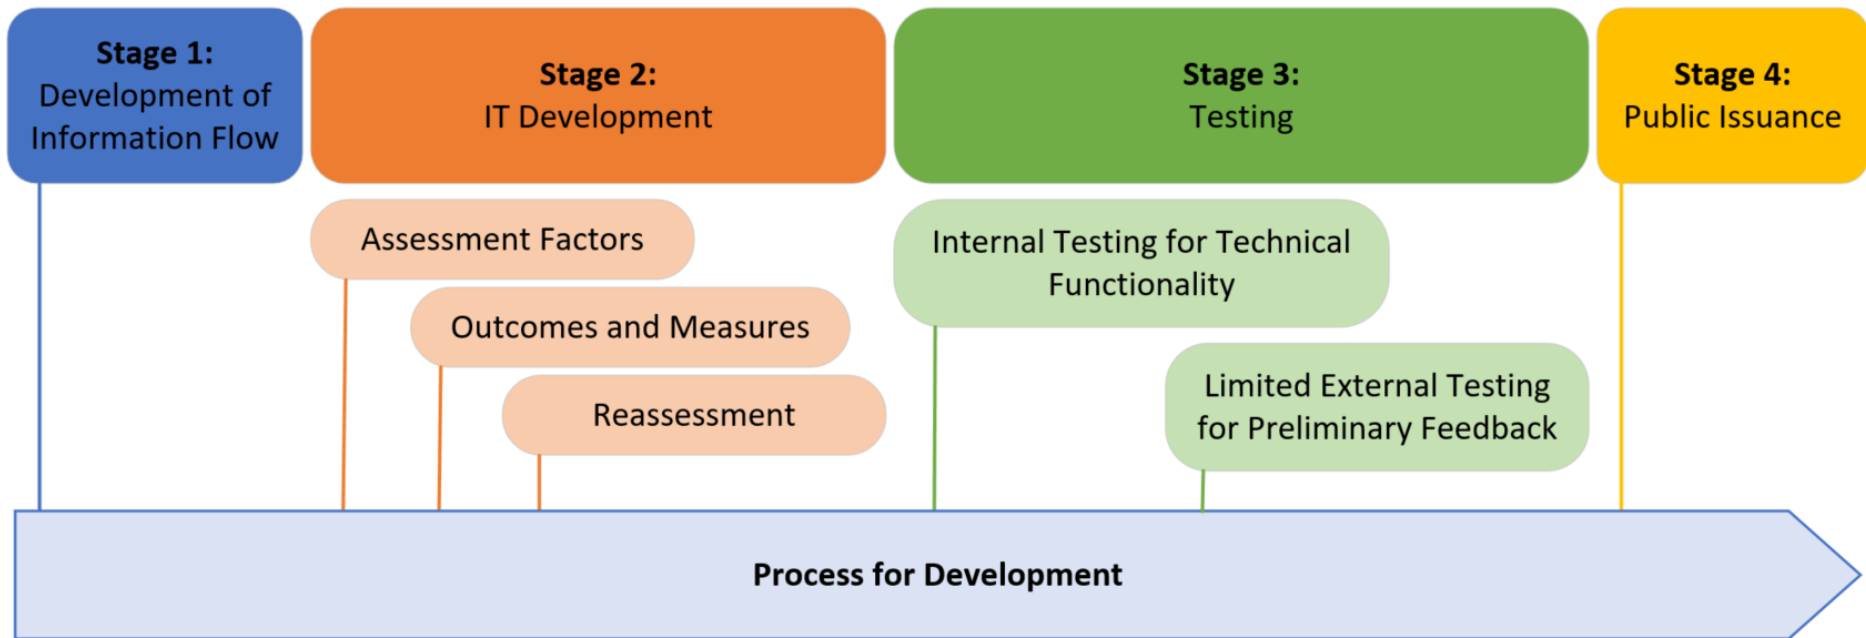 Stage 1:
Development of
Information Flow
Stage 2:
IT Development
Stage 3:
Testing
Stage 4:
Public Issuance
Assessment Factors
Outcomes and Measures
Reassessment
Internal Testing for Technical
Functionality
Limited External Testing
for Preliminary Feedback
Process for Development